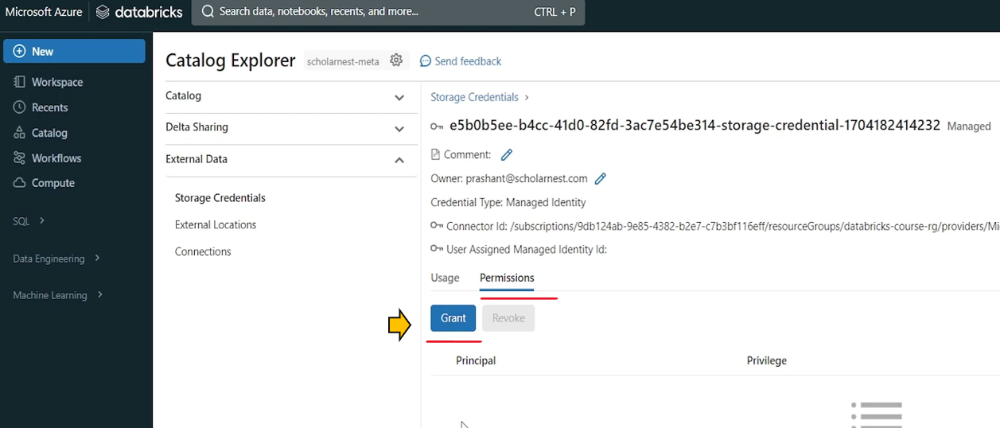 Microsoft Azure
databricks
Search data, notebooks, recents, and more...
CTRL + P
New
Workspace
Recents
Catalog
Workflows
Compute
SQL
Data Engineering
Machine Learning
Catalog Explorer
scholarnest-meta
Send feedback
Catalog
Delta Sharing
External Data
Storage Credentials
External Locations
Connections
Storage Credentials >
e5b0b5ee-b4cc-41d0-82fd-3ac7e54be314-storage-credential-1704182414232 Managed
Comment:
Owner: prashant@scholarnest.com
Credential Type: Managed Identity
Connector Id: /subscriptions/9db124ab-9e85-4382-b2e7-c7b3bf116eff/resourceGroups/databricks-course-rg/providers/Mi
User Assigned Managed Identity Id:
Usage
Permissions
Grant
Revoke
Principal
Privilege